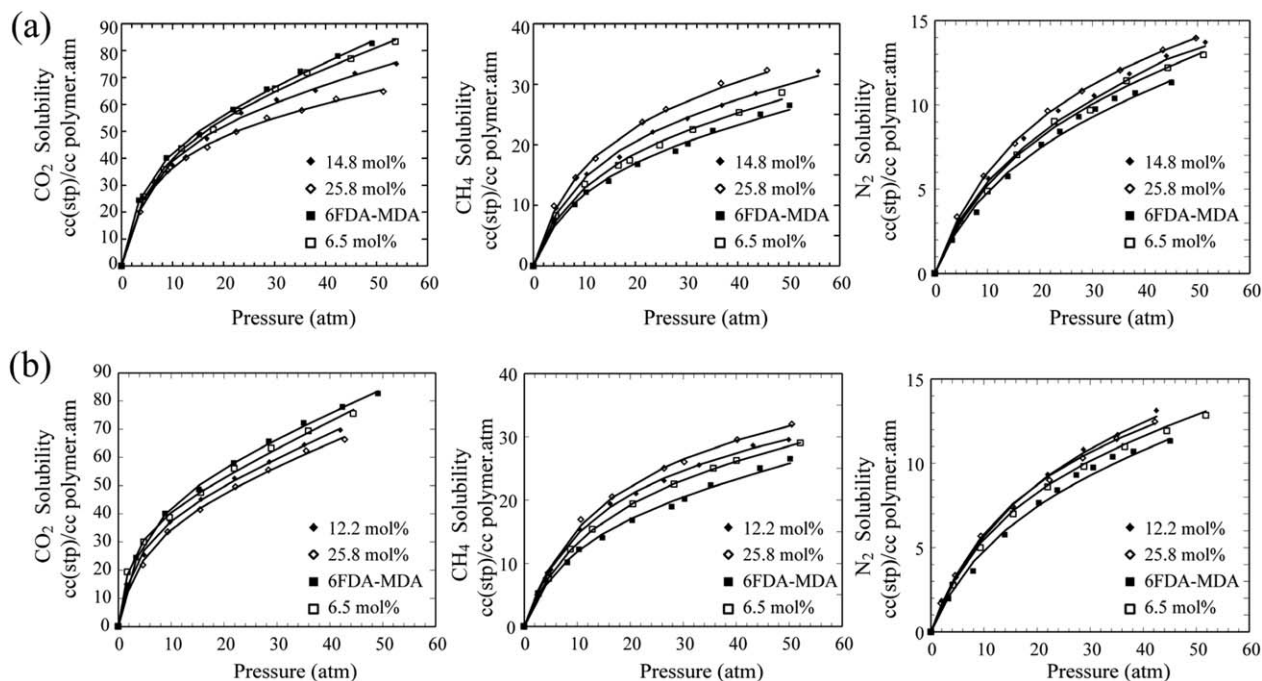 (a)
CO2 Solubility
cc(stp)/cc polymer.atm
90
80
70
60
50
40
30
20
10
0
14.8 mol%
25.8 mol%
6FDA-MDA
6.5 mol%
0 10 20 30 40 50 60
Pressure (atm)
CH4 Solubility
cc(stp)/cc polymer.atm
40
30
20
10
0
14.8 mol%
25.8 mol%
6FDA-MDA
6.5 mol%
0 10 20 30 40 50 60
Pressure (atm)
N2 Solubility
cc(stp)/cc polymer.atm
15
10
5
0
14.8 mol%
25.8 mol%
6FDA-MDA
6.5 mol%
0 10 20 30 40 50 60
Pressure (atm)
(b)
CO2 Solubility
cc(stp)/cc polymer.atm
90
80
70
60
50
40
30
20
10
0
12.2 mol%
25.8 mol%
6FDA-MDA
6.5 mol%
0 10 20 30 40 50 60
Pressure (atm)
CH4 Solubility
cc(stp)/cc polymer.atm
40
30
20
10
0
12.2 mol%
25.8 mol%
6FDA-MDA
6.5 mol%
0 10 20 30 40 50 60
Pressure (atm)
N2 Solubility
cc(stp)/cc polymer.atm
15
10
5
0
12.2 mol%
25.8 mol%
6FDA-MDA
6.5 mol%
0 10 20 30 40 50 60
Pressure (atm)